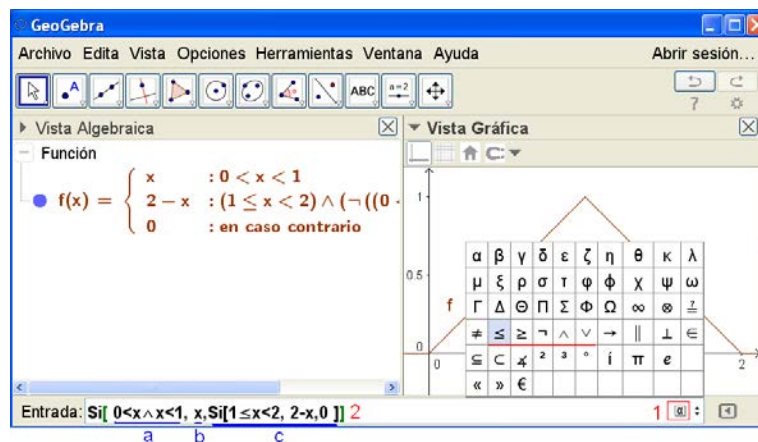 GeoGebra
Archivo Edita Vista Opciones Herramientas Ventana Ayuda Abrir sesión...
A ABC a=2
Vista Algebraica
Vista Gráfica
Función
f(x) = { x : 0 < x < 1
2 − x : (1 ≤ x < 2) ∧ (¬ ((0 <
0 : en caso contrario
1
0.5
f
0
0
2
α β γ δ ε ζ η θ κ λ
μ ξ ρ σ τ φ ϕ χ ψ ω
Γ Δ Θ Π Σ Φ Ω ∞ ⊗ ≟
≠ ≤ ≥ ¬ ∧ ∨ → ∥ ⊥ ∈
⊆ ⊂ ∡ ² ³ ° í π e
« » €
Entrada: Si[ 0<x∧x<1, x,Si[1≤x<2, 2-x,0 ]] 2 1 α
a b c